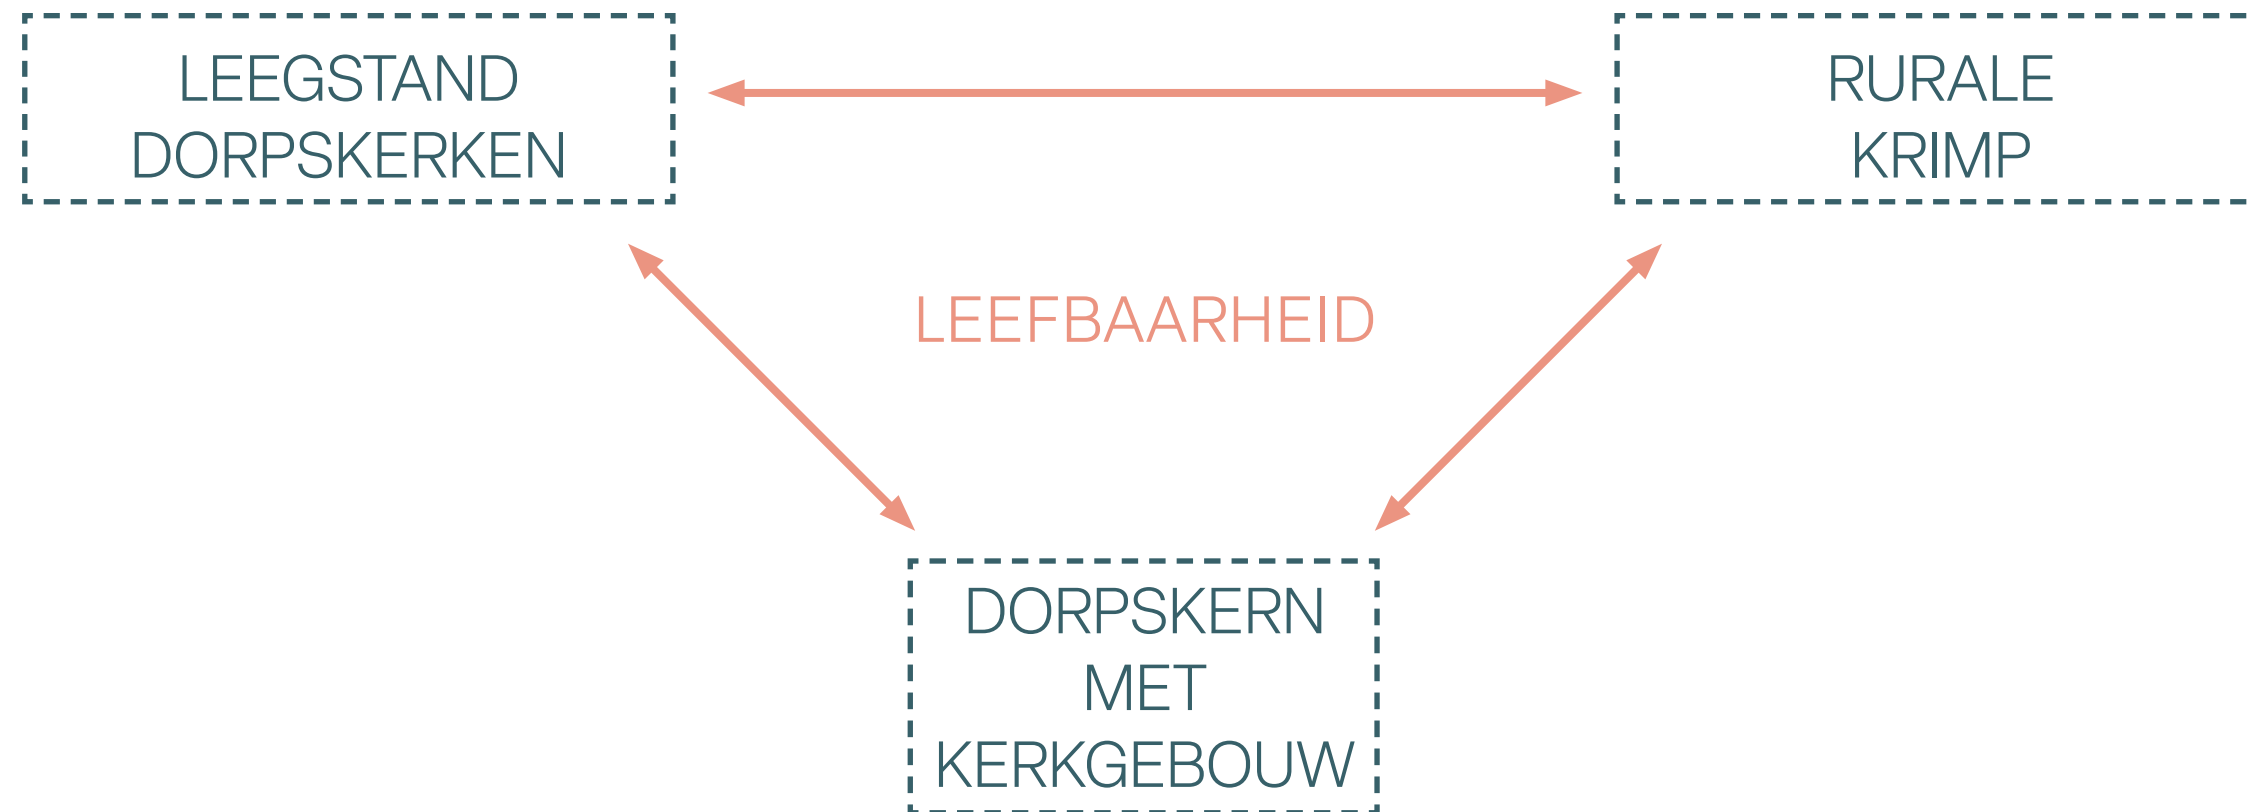 LEEGSTAND
DORPSKERKEN
RURALE
KRIMP
LEEFBAARHEID
DORPSKERN
MET
KERKGEBOUW